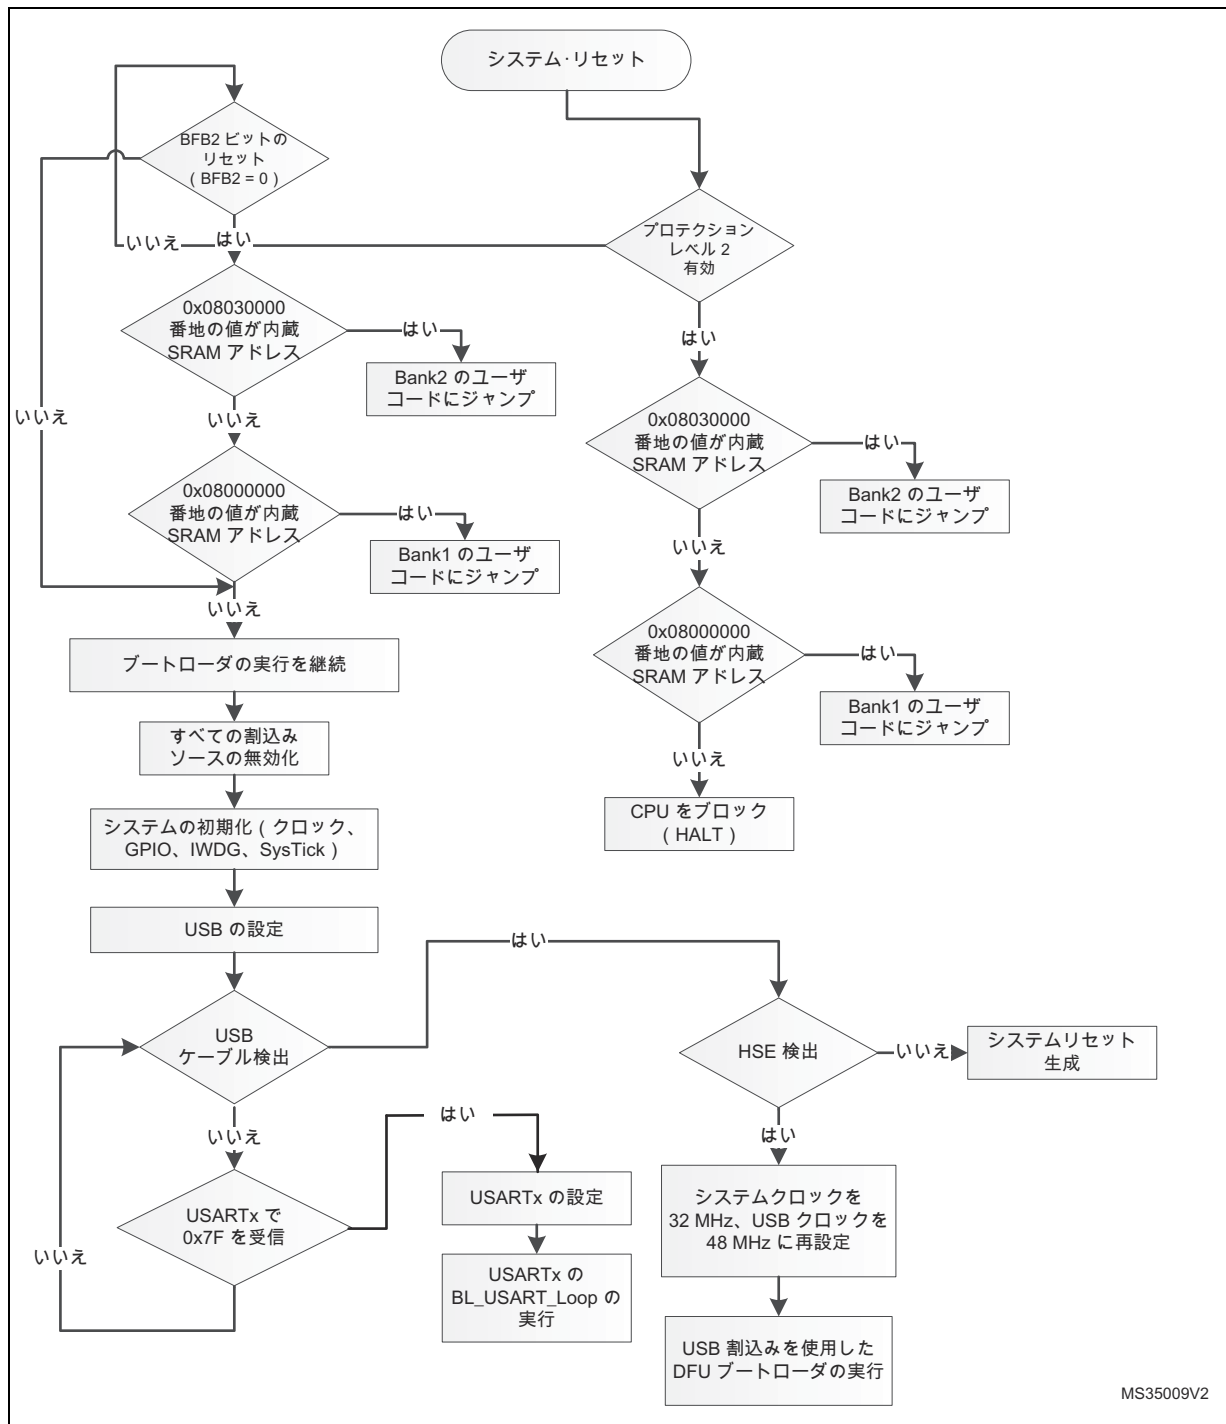 システム･リセット
BFB2 ビットの
リセット
( BFB2 = 0 )
いいえ
はい
プロテクション
レベル 2
有効
0x08030000
番地の値が内蔵
SRAM アドレス
はい
はい
Bank2 のユーザ
コードにジャンプ
いいえ
いいえ
0x08030000
番地の値が内蔵
SRAM アドレス
はい
0x08000000
番地の値が内蔵
SRAM アドレス
はい
Bank2 のユーザ
コードにジャンプ
Bank1 のユーザ
コードにジャンプ
いいえ
いいえ
0x08000000
番地の値が内蔵
SRAM アドレス
はい
ブートローダの実行を継続
Bank1 のユーザ
コードにジャンプ
すべての割込み
ソースの無効化
いいえ
システムの初期化 ( クロック、
GPIO、IWDG、SysTick )
CPU をブロック
( HALT )
USB の設定
はい
USB
ケーブル検出
HSE 検出
いいえ
システムリセット
生成
いいえ
はい
はい
USARTx で
0x7F を受信
いいえ
USARTx の設定
システムクロックを
32 MHz、USB クロックを
48 MHz に再設定
USARTx の
BL_USART_Loop の
実行
USB 割込みを使用した
DFU ブートローダの実行
MS35009V2